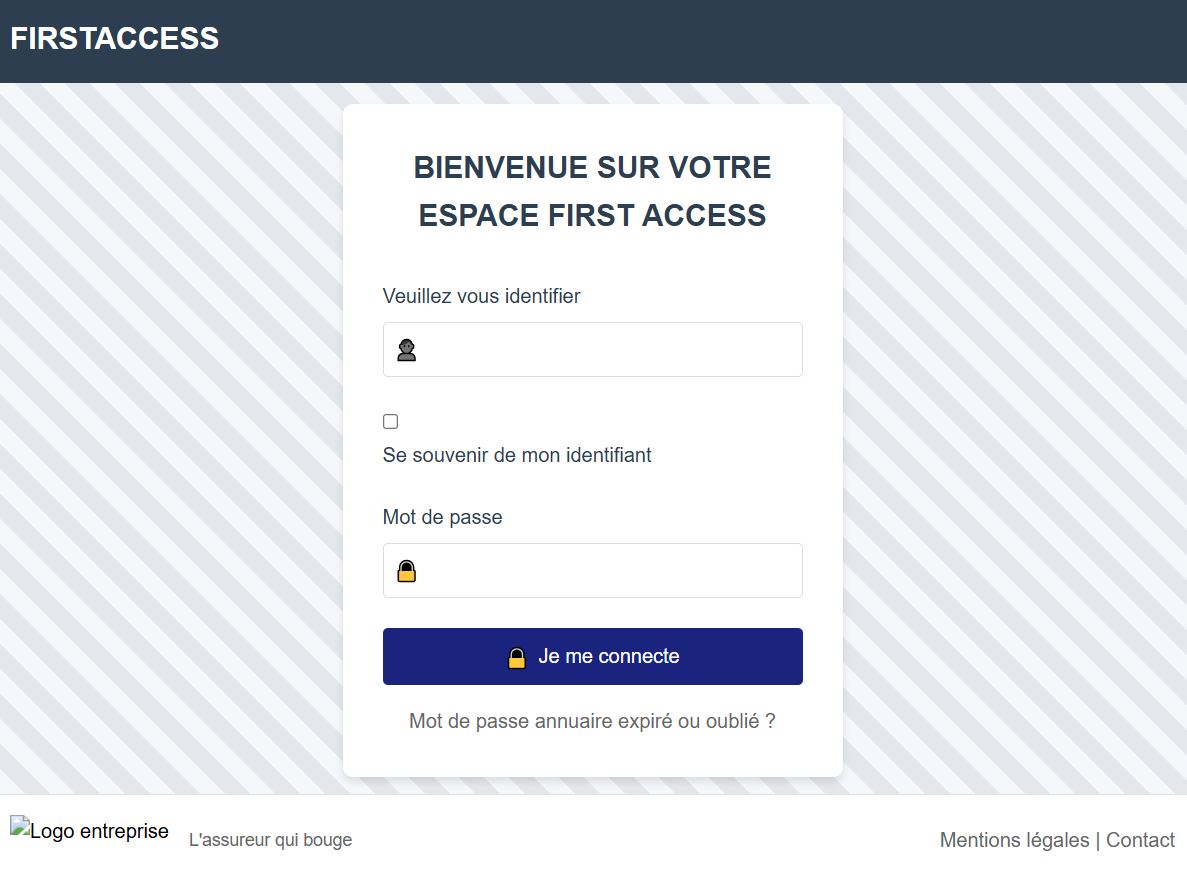 FIRSTACCESS
BIENVENUE SUR VOTRE
ESPACE FIRST ACCESS
Veuillez vous identifier
Se souvenir de mon identifiant
Mot de passe
Je me connecte
Mot de passe annuaire expiré ou oublié ?
Logo entreprise L'assureur qui bouge Mentions légales | Contact